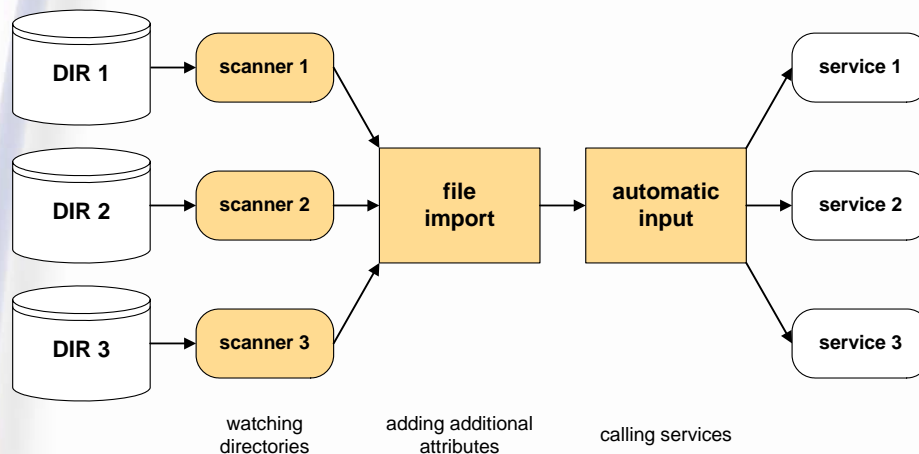 DIR 1
scanner 1
service 1
DIR 2
scanner 2
file
import
automatic
input
service 2
DIR 3
scanner 3
service 3
watching
directories
adding additional
attributes
calling services